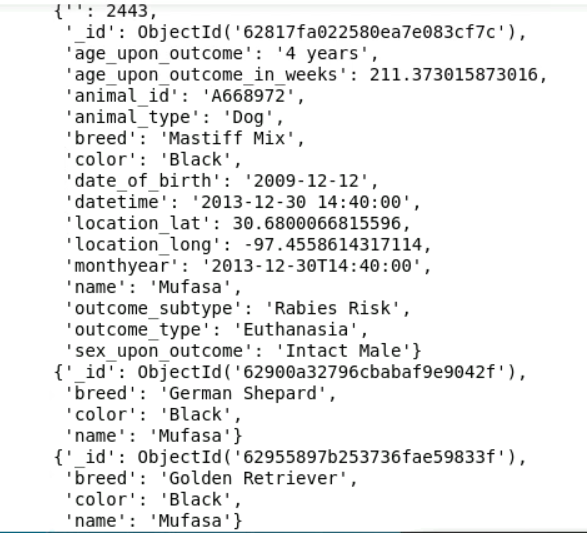 {'': 2443,
'_id': ObjectId('62817fa022580ea7e083cf7c'),
'age_upon_outcome': '4 years',
'age_upon_outcome_in_weeks': 211.373015873016,
'animal_id': 'A668972',
'animal_type': 'Dog',
'breed': 'Mastiff Mix',
'color': 'Black',
'date_of_birth': '2009-12-12',
'datetime': '2013-12-30 14:40:00',
'location_lat': 30.6800066815596,
'location_long': -97.4558614317114,
'monthyear': '2013-12-30T14:40:00',
'name': 'Mufasa',
'outcome_subtype': 'Rabies Risk',
'outcome_type': 'Euthanasia',
'sex_upon_outcome': 'Intact Male'}
{'_id': ObjectId('62900a32796cbabaf9e9042f'),
'breed': 'German Shepard',
'color': 'Black',
'name': 'Mufasa'}
{'_id': ObjectId('62955897b253736fae59833f'),
'breed': 'Golden Retriever',
'color': 'Black',
'name': 'Mufasa'}